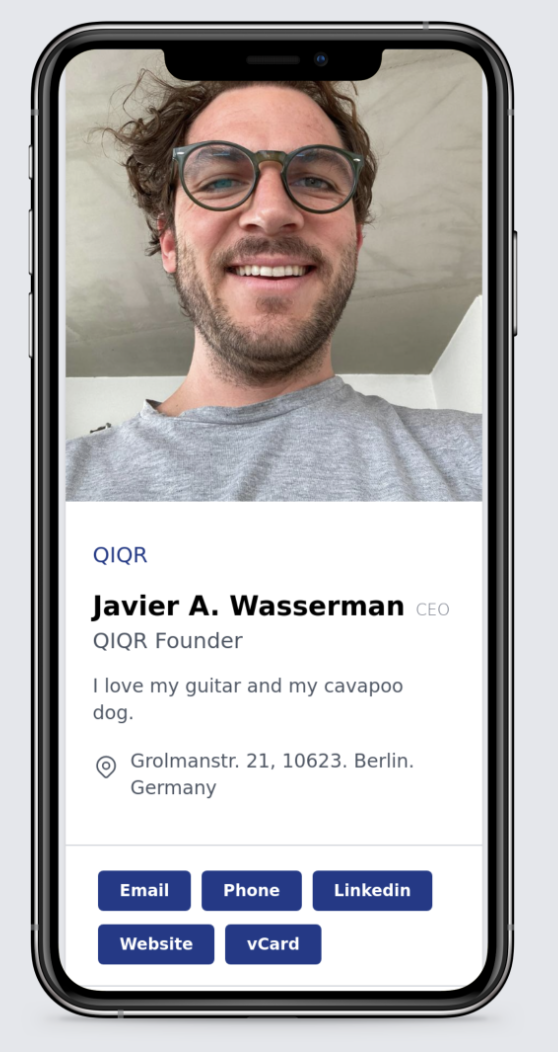 QIQR
Javier A. Wasserman CEO
QIQR Founder
I love my guitar and my cavapoo
dog.
Grolmanstr. 21, 10623. Berlin.
Germany
Email Phone Linkedin
Website vCard